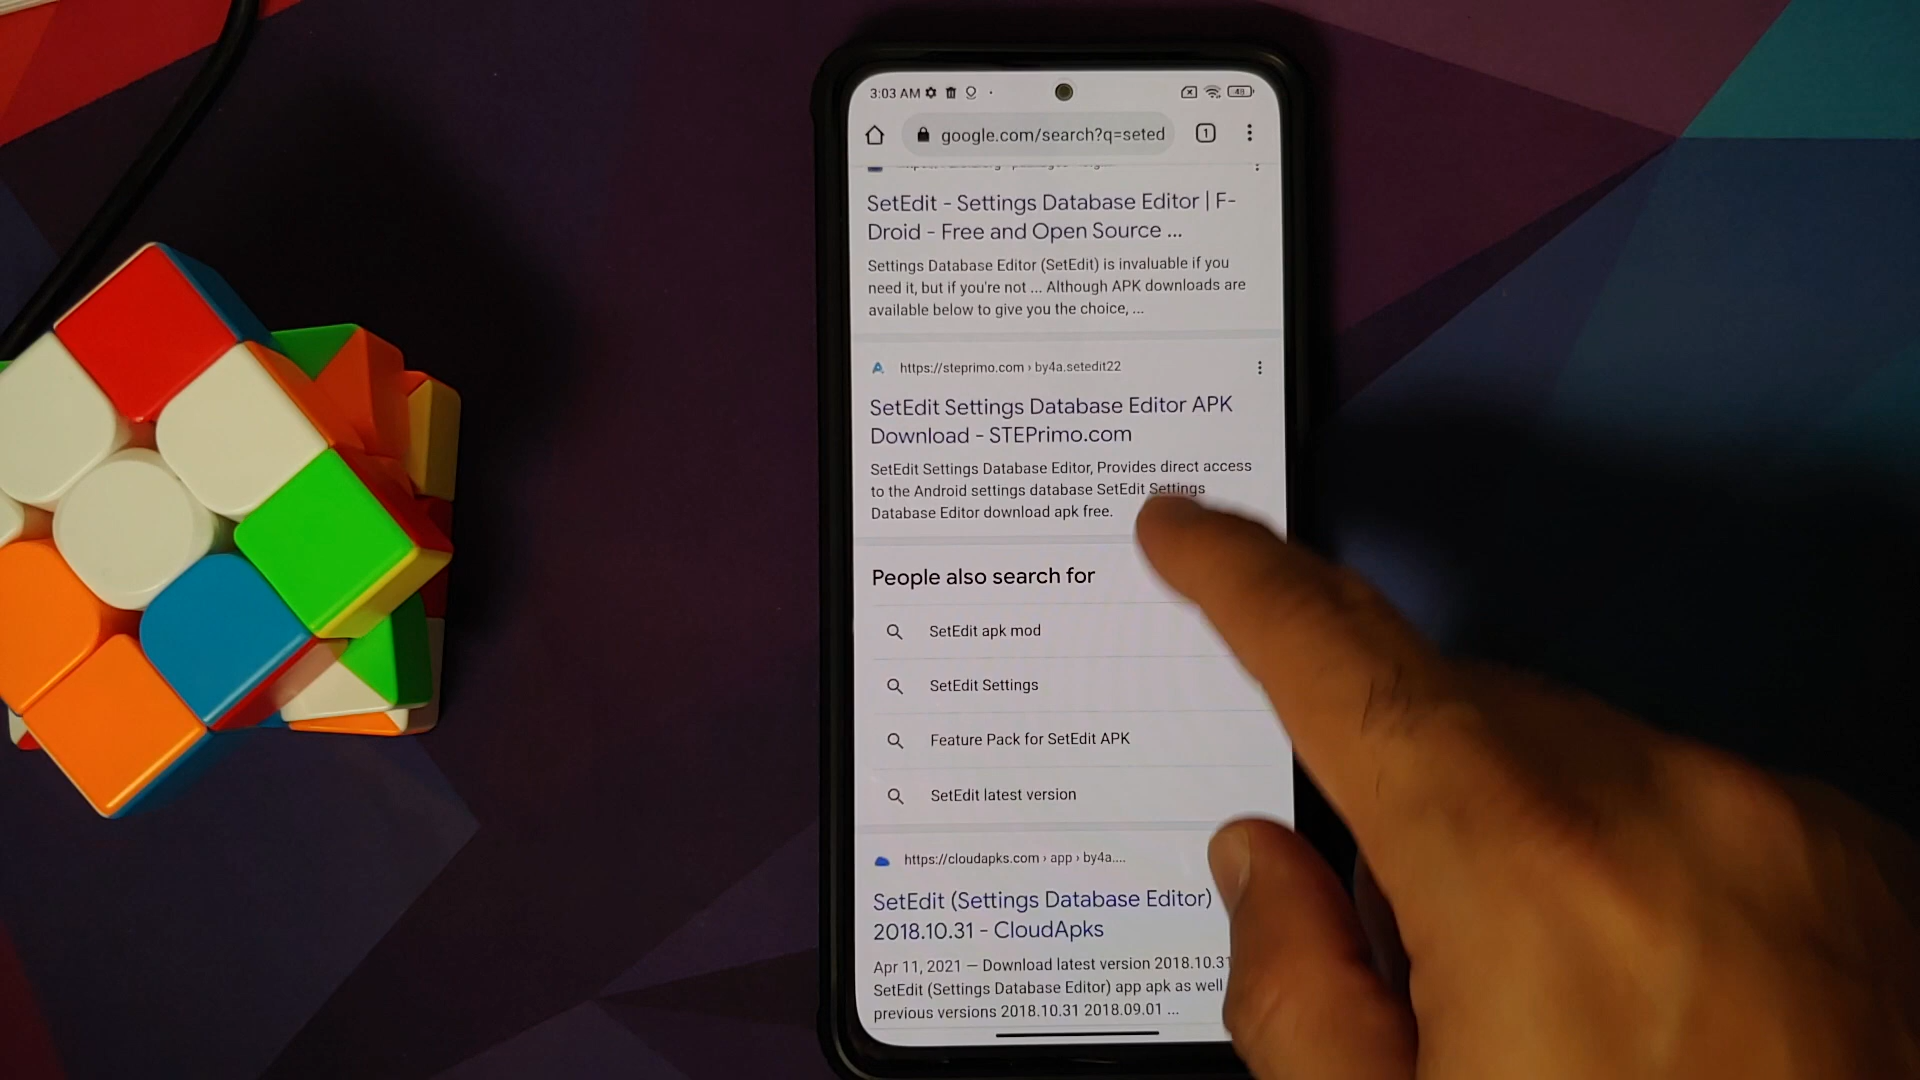 3:03 AM
48
google.com/search?q=seted
1
SetEdit - Settings Database Editor | F-
Droid - Free and Open Source ...
Settings Database Editor (SetEdit) is invaluable if you
need it, but if you're not ... Although APK downloads are
available below to give you the choice, ...
https://steprimo.com › by4a.setedit22
SetEdit Settings Database Editor APK
Download - STEPrimo.com
SetEdit Settings Database Editor, Provides direct access
to the Android settings database SetEdit Settings
Database Editor download apk free.
People also search for
SetEdit apk mod
SetEdit Settings
Feature Pack for SetEdit APK
SetEdit latest version
https://cloudapks.com › app › by4a....
SetEdit (Settings Database Editor)
2018.10.31 - CloudApks
Apr 11, 2021 — Download latest version 2018.10.31
SetEdit (Settings Database Editor) app apk as well
previous versions 2018.10.31 2018.09.01 ...